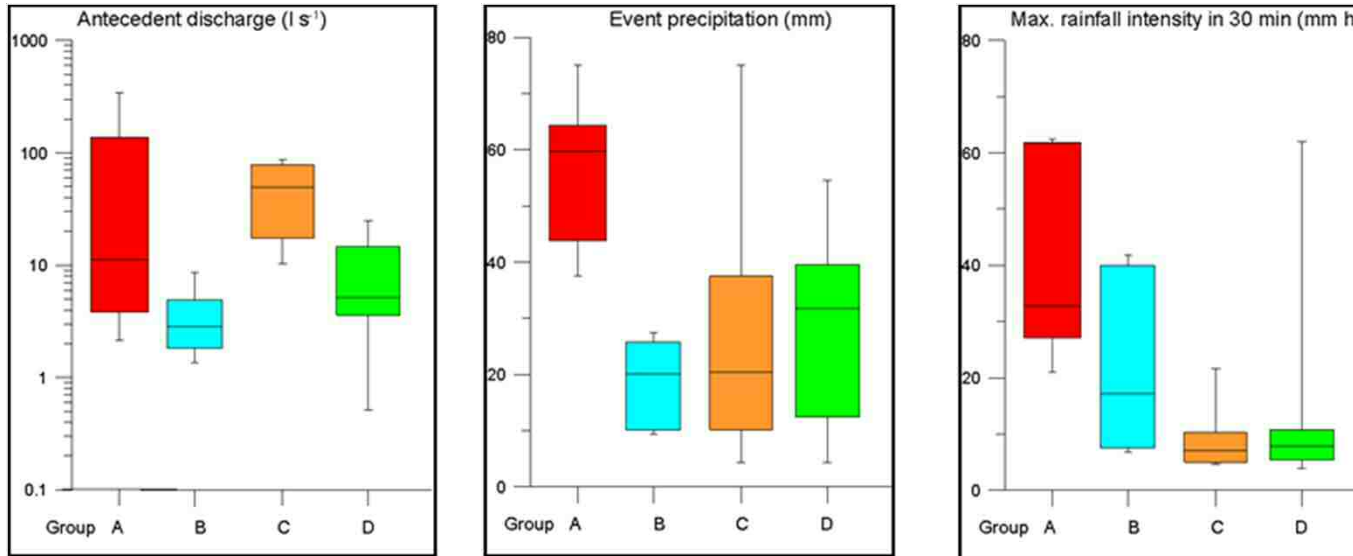 Antecedent discharge (l s⁻¹)
1000
100
10
1
0.1
Group A B C D
Event precipitation (mm)
80
60
40
20
0
Group A B C D
Max. rainfall intensity in 30 min (mm h
80
60
40
20
0
Group A B C D